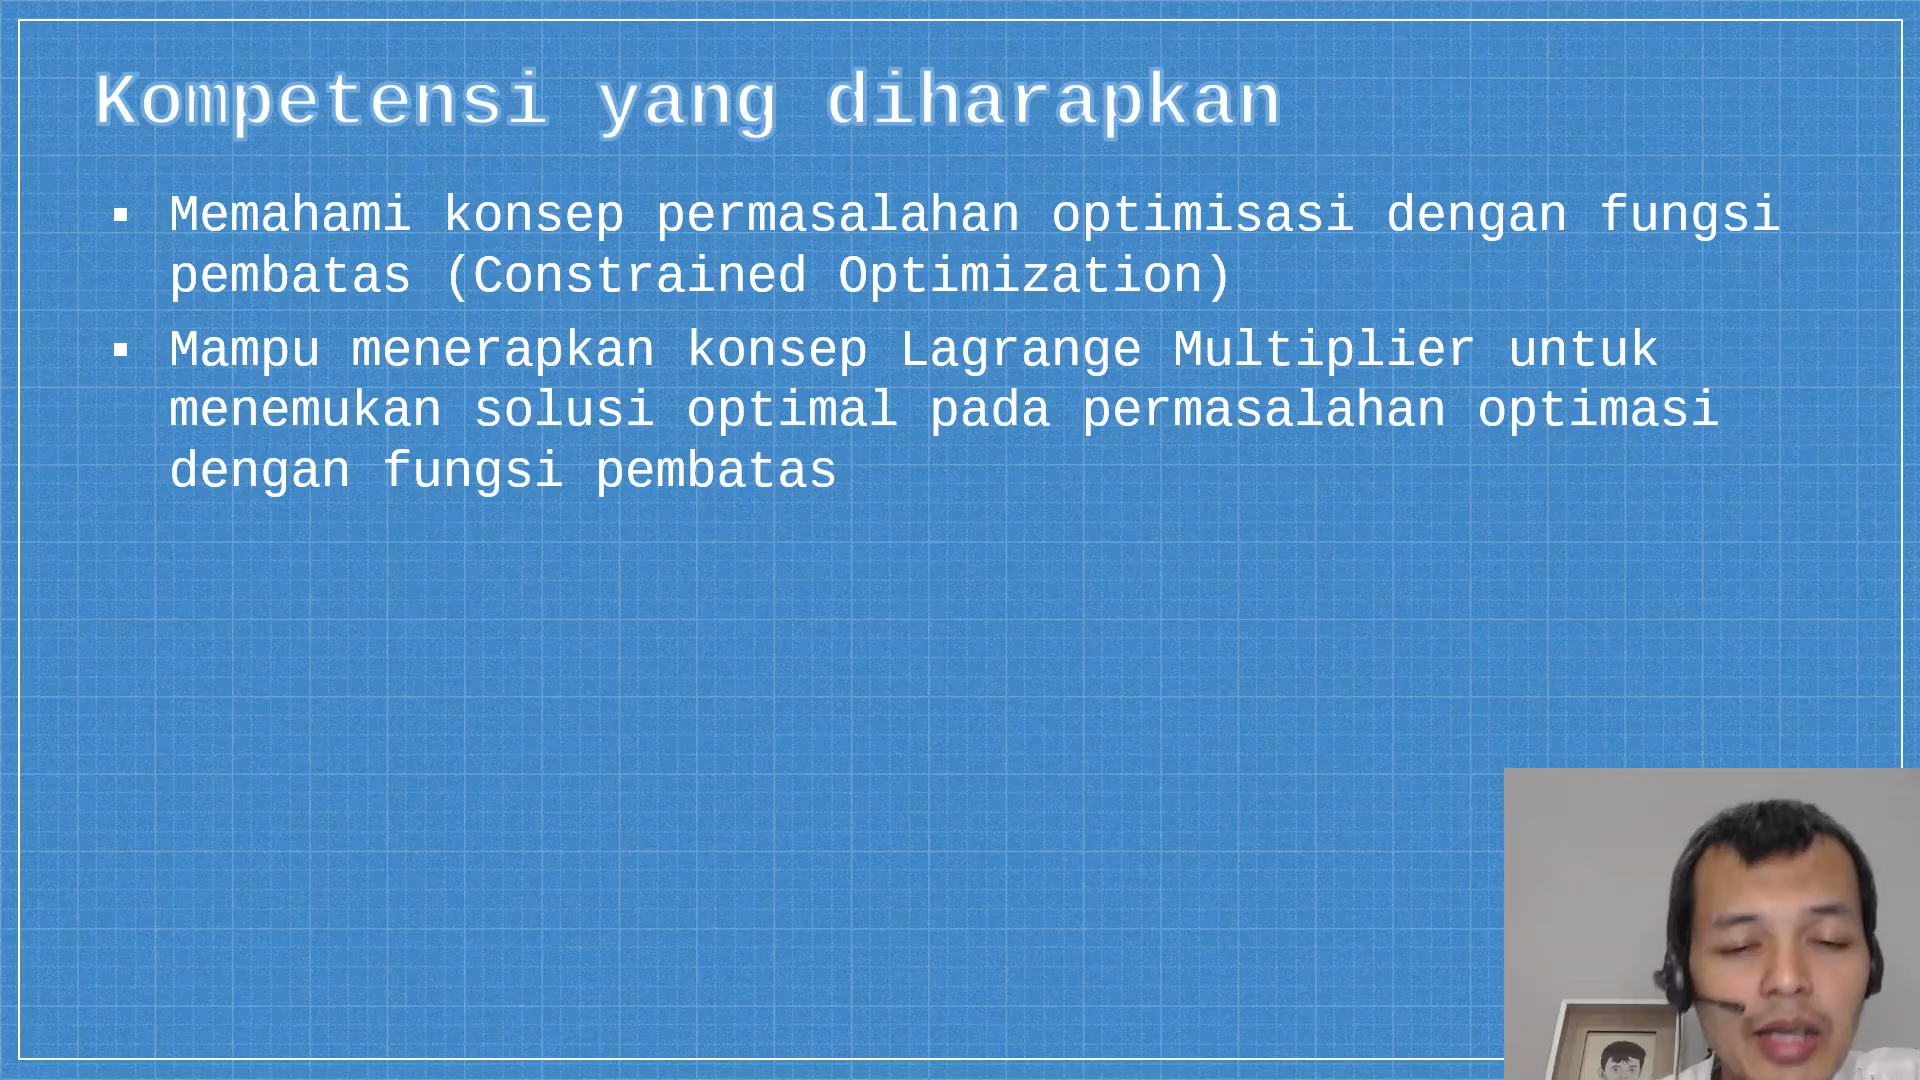 Kompetensi yang diharapkan
▪ Memahami konsep permasalahan optimisasi dengan fungsi
pembatas (Constrained Optimization)
▪ Mampu menerapkan konsep Lagrange Multiplier untuk
menemukan solusi optimal pada permasalahan optimasi
dengan fungsi pembatas